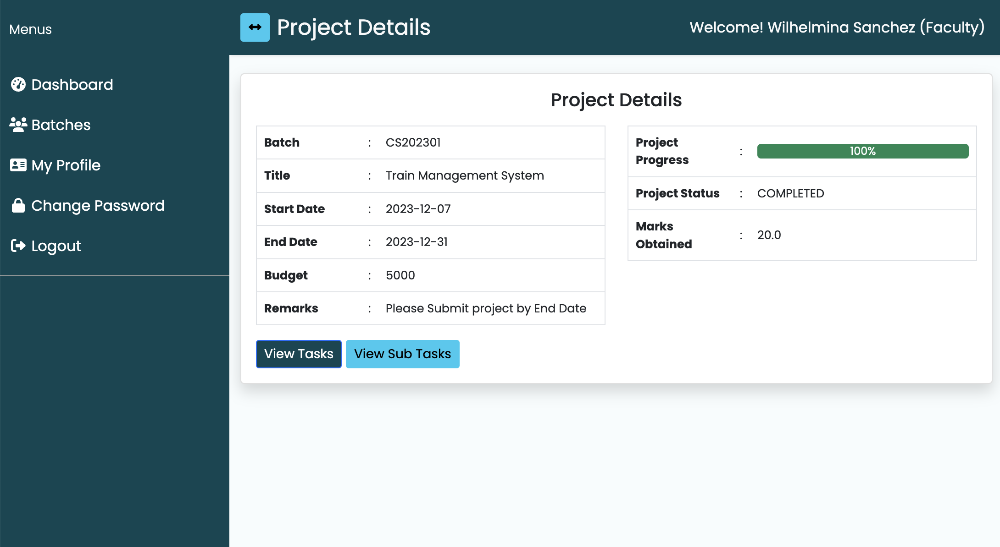 Menus
Dashboard
Batches
My Profile
Change Password
Logout
Project Details
Welcome! Wilhelmina Sanchez (Faculty)
Project Details
Batch : CS202301
Title : Train Management System
Start Date : 2023-12-07
End Date : 2023-12-31
Budget : 5000
Remarks : Please Submit project by End Date
Project
Progress : 100%
Project Status : COMPLETED
Marks
Obtained : 20.0
View Tasks
View Sub Tasks